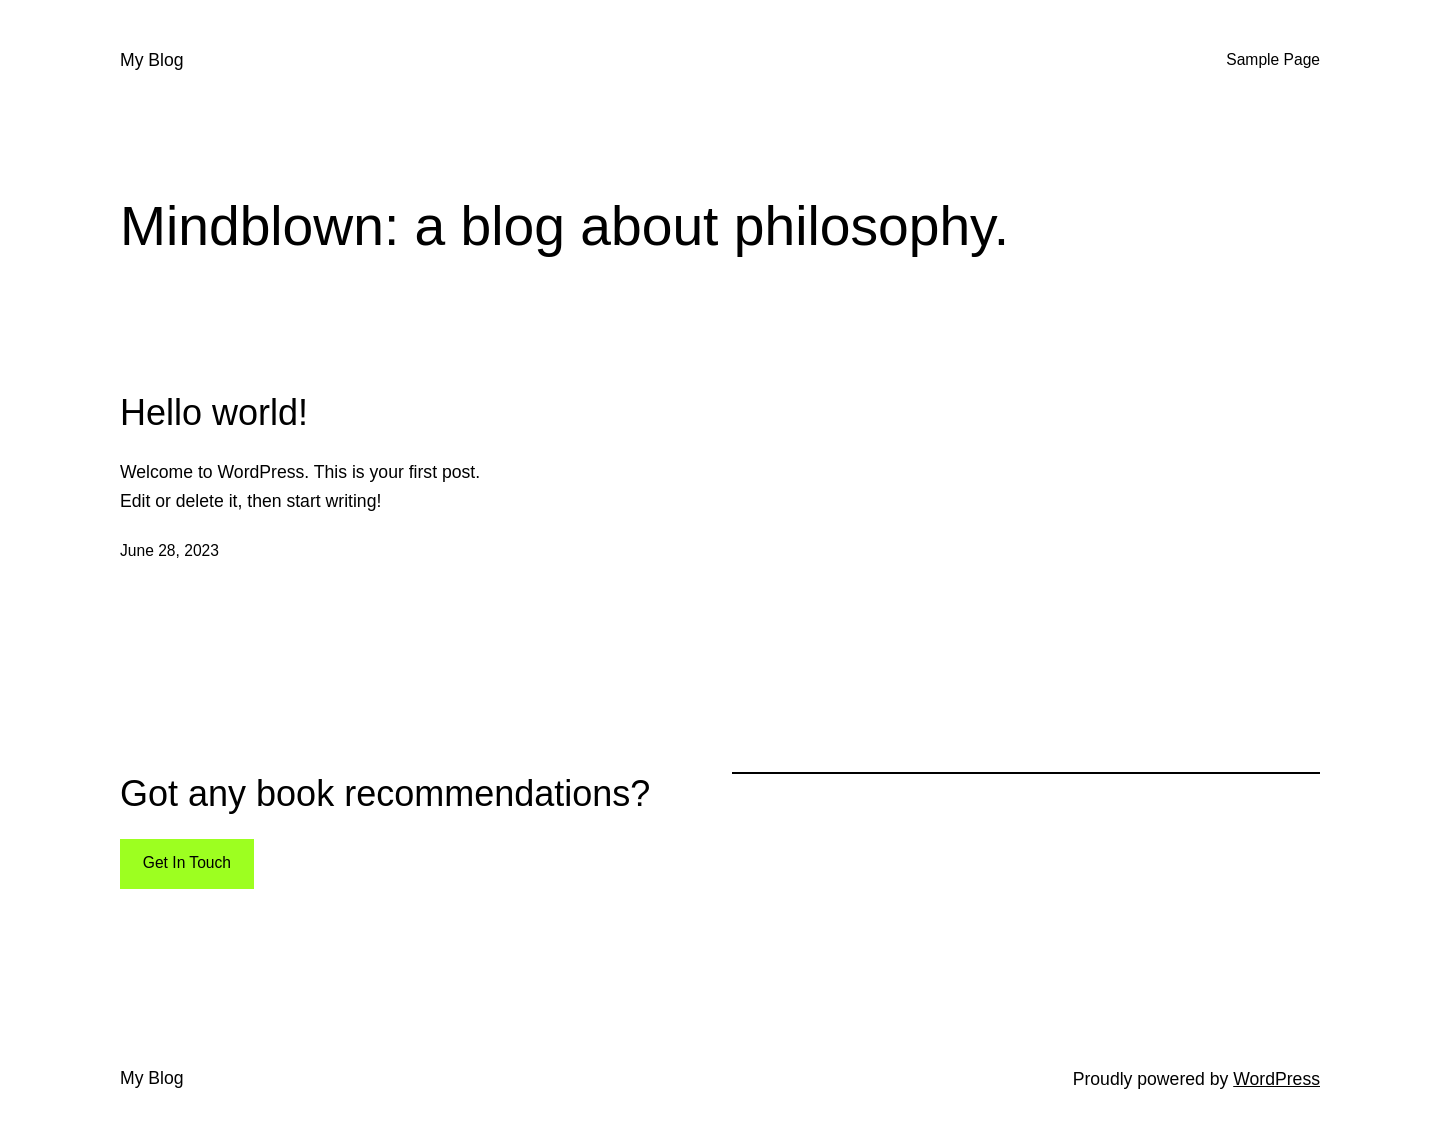 My Blog
Sample Page
Mindblown: a blog about philosophy.
Hello world!
Welcome to WordPress. This is your first post.
Edit or delete it, then start writing!
June 28, 2023
Got any book recommendations?
Get In Touch
My Blog
Proudly powered by WordPress